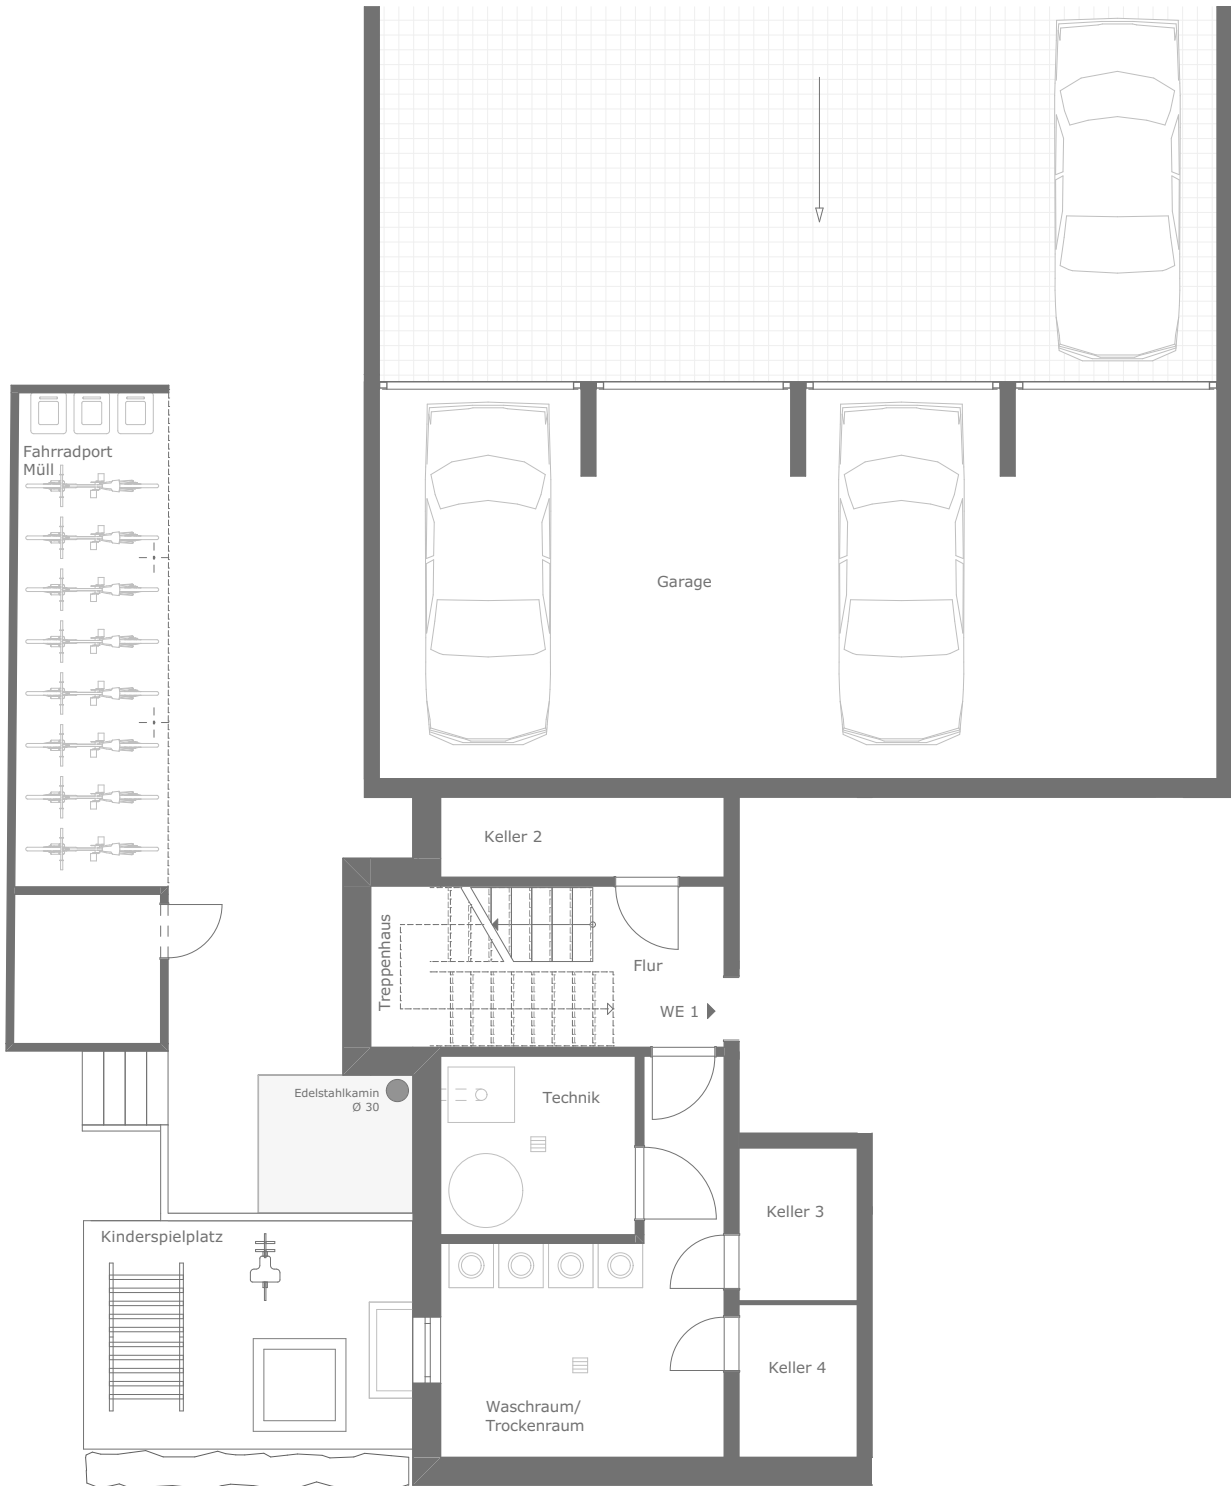 Fahrradport
Müll
Garage
Keller 2
Treppenhaus
Flur
WE 1
Edelstahlkamin
Ø 30
Technik
Keller 3
Kinderspielplatz
Keller 4
Waschraum/
Trockenraum